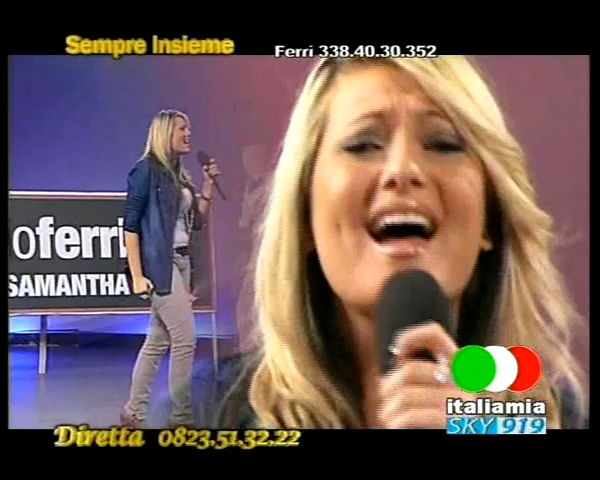 Sempre Insieme
Ferri 338.40.30.352
oferri
SAMANTHA
italiamia
SKY 919
Diretta 0823.51.32.22